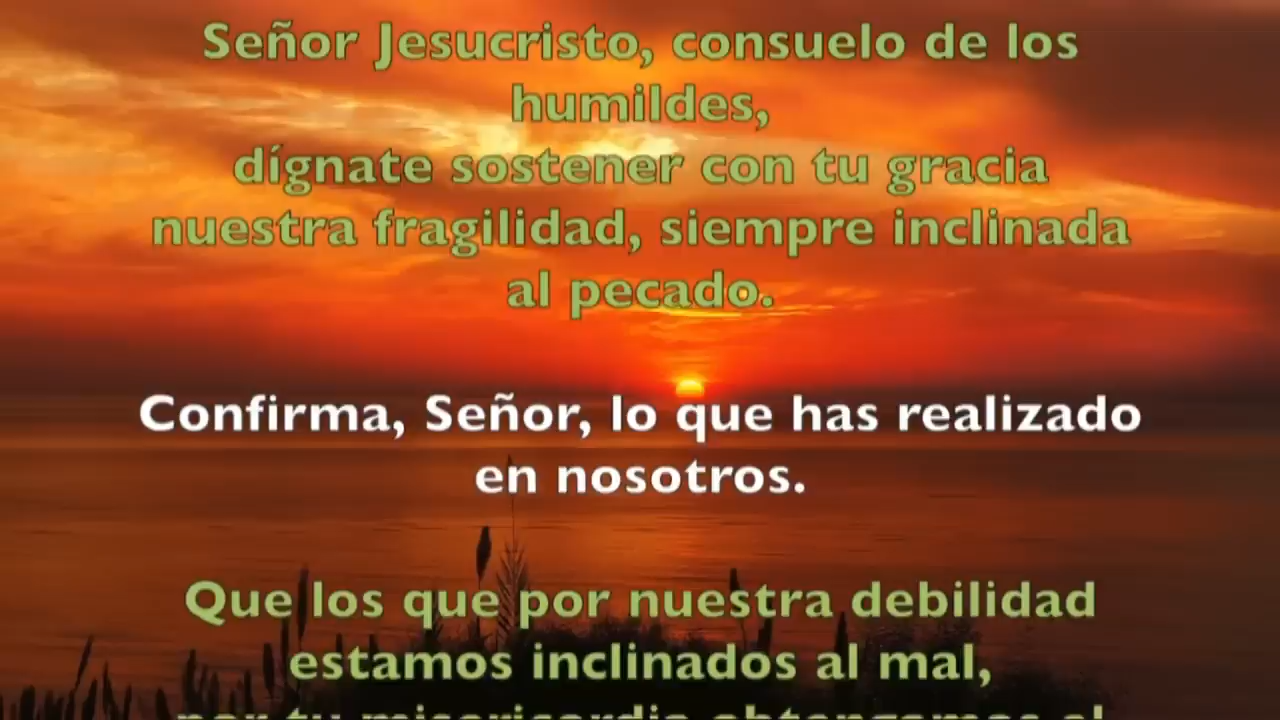 Señor Jesucristo, consuelo de los
humildes,
dígnate sostener con tu gracia
nuestra fragilidad, siempre inclinada
al pecado.
Confirma, Señor, lo que has realizado
en nosotros.
Que los que por nuestra debilidad
estamos inclinados al mal,
por tu misericordia obtengamos el